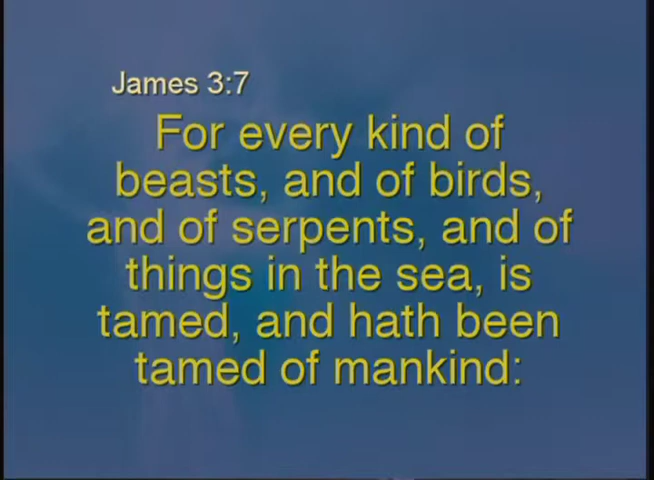 James 3:7
For every kind of
beasts, and of birds,
and of serpents, and of
things in the sea, is
tamed, and hath been
tamed of mankind: